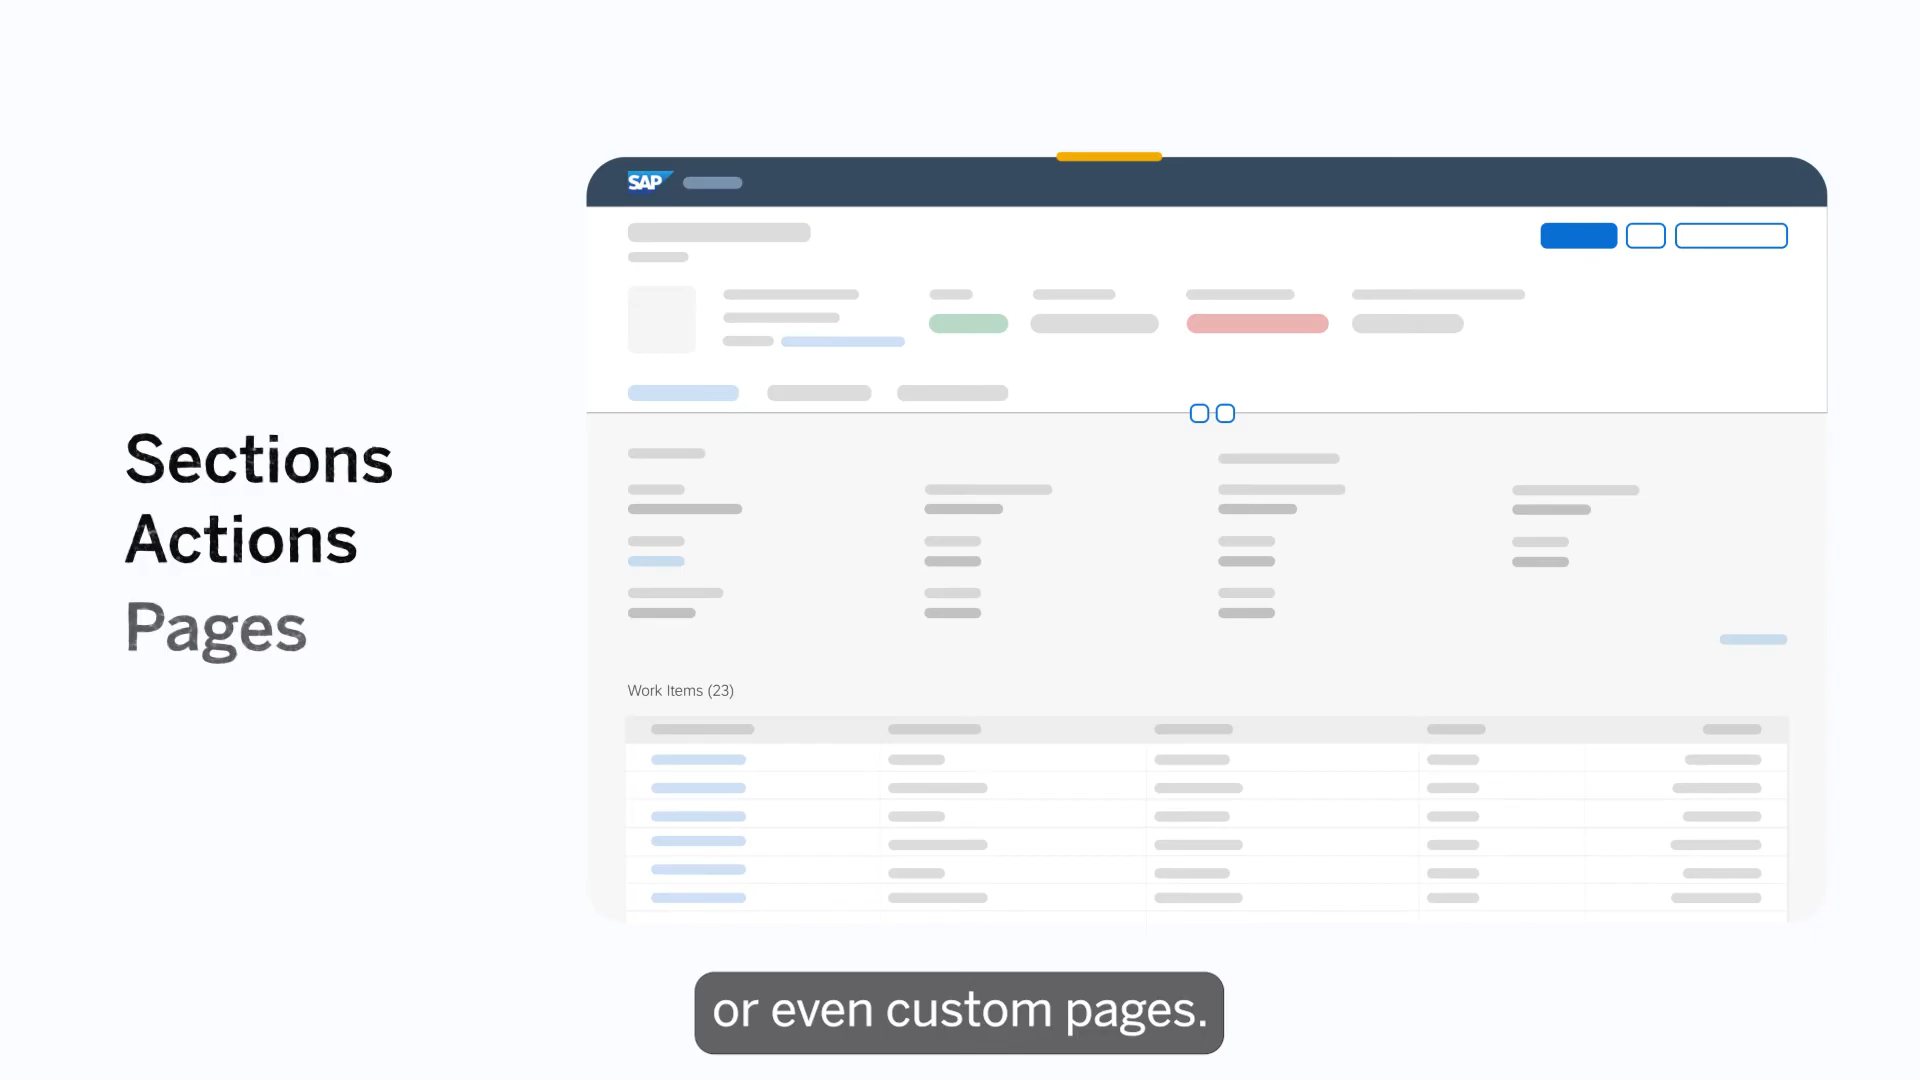 SAP
Sections
Actions
Pages
Work Items (23)
or even custom pages.